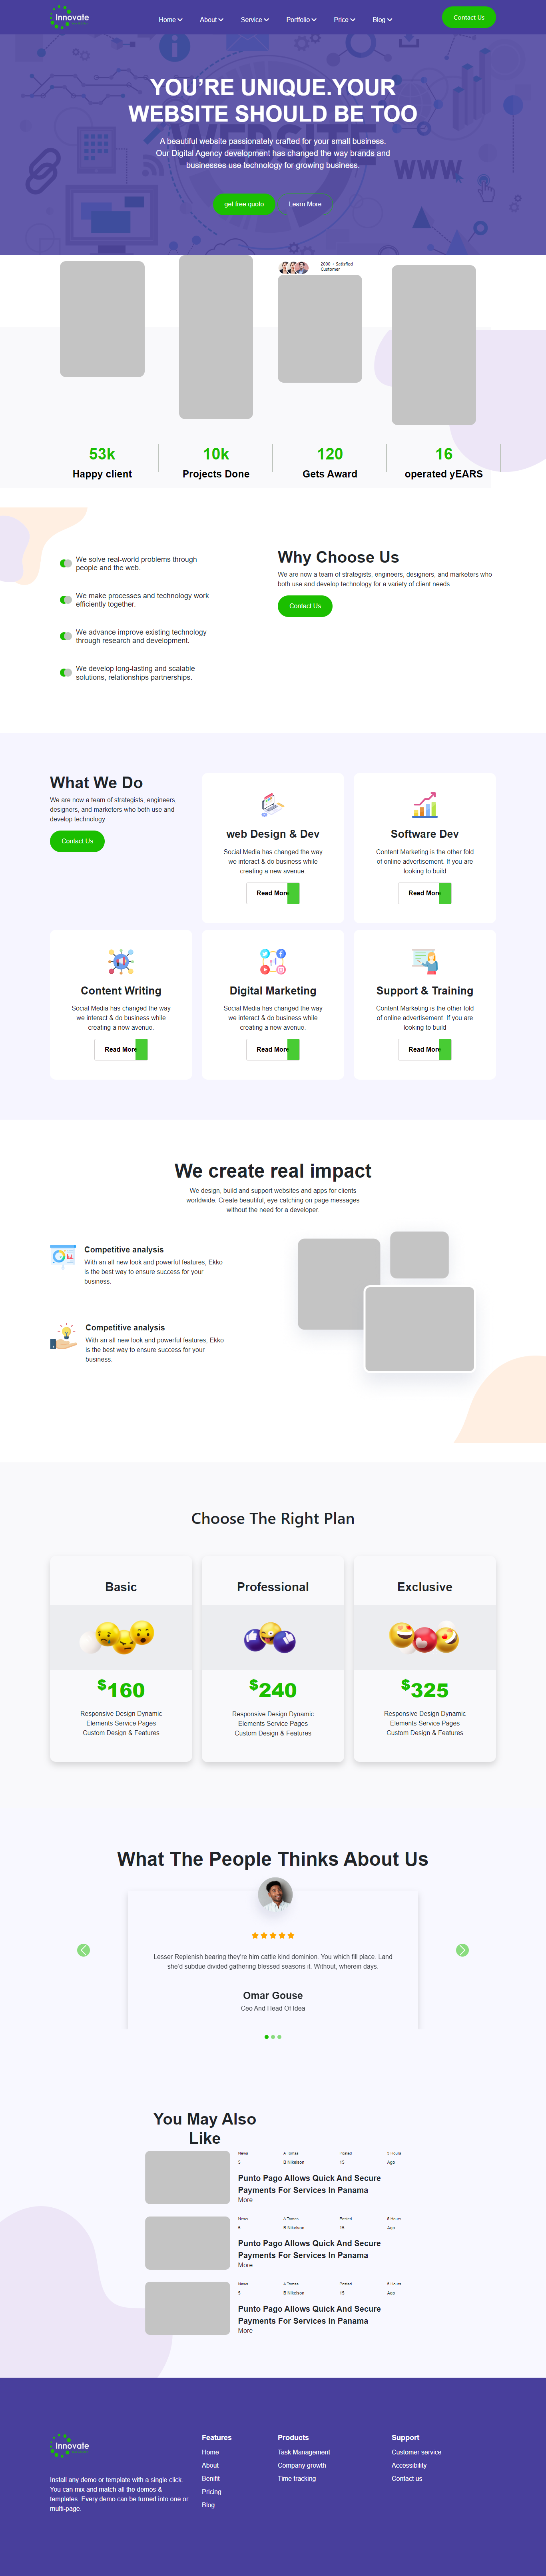 Innovate
Home
About
Service
Portfolio
Price
Blog
Contact Us
YOU’RE UNIQUE.YOUR
WEBSITE SHOULD BE TOO
A beautiful website passionately crafted for your small business.
Our Digital Agency development has changed the way brands and
businesses use technology for growing business.
get free quoto
Learn More
WEBSITE
WWW
2000 + Satisfied
Customer
53k
Happy client
10k
Projects Done
120
Gets Award
16
operated yEARS
We solve real-world problems through
people and the web.
We make processes and technology work
efficiently together.
We advance improve existing technology
through research and development.
We develop long-lasting and scalable
solutions, relationships partnerships.
Why Choose Us
We are now a team of strategists, engineers, designers, and marketers who
both use and develop technology for a variety of client needs.
Contact Us
What We Do
We are now a team of strategists, engineers,
designers, and marketers who both use and
develop technology
Contact Us
web Design & Dev
Social Media has changed the way
we interact & do business while
creating a new avenue.
Read More
Software Dev
Content Marketing is the other fold
of online advertisement. If you are
looking to build
Read More
Content Writing
Social Media has changed the way
we interact & do business while
creating a new avenue.
Read More
Digital Marketing
Social Media has changed the way
we interact & do business while
creating a new avenue.
Read More
Support & Training
Content Marketing is the other fold
of online advertisement. If you are
looking to build
Read More
We create real impact
We design, build and support websites and apps for clients
worldwide. Create beautiful, eye-catching on-page messages
without the need for a developer.
Competitive analysis
With an all-new look and powerful features, Ekko
is the best way to ensure success for your
business.
Competitive analysis
With an all-new look and powerful features, Ekko
is the best way to ensure success for your
business.
Choose The Right Plan
Basic
$160
Responsive Design Dynamic
Elements Service Pages
Custom Design & Features
Professional
$240
Responsive Design Dynamic
Elements Service Pages
Custom Design & Features
Exclusive
$325
Responsive Design Dynamic
Elements Service Pages
Custom Design & Features
What The People Thinks About Us
Lesser Replenish bearing they’re him cattle kind dominion. You which fill place. Land
she’d subdue divided gathering blessed seasons it. Without, wherein days.
Omar Gouse
Ceo And Head Of Idea
You May Also
Like
News A Tomas Posted 5 Hours
5 B Nikelson 15 Ago
Punto Pago Allows Quick And Secure
Payments For Services In Panama
More
News A Tomas Posted 5 Hours
5 B Nikelson 15 Ago
Punto Pago Allows Quick And Secure
Payments For Services In Panama
More
News A Tomas Posted 5 Hours
5 B Nikelson 15 Ago
Punto Pago Allows Quick And Secure
Payments For Services In Panama
More
Innovate
Install any demo or template with a single click.
You can mix and match all the demos &
templates. Every demo can be turned into one or
multi-page.
Features
Home
About
Benifit
Pricing
Blog
Products
Task Management
Company growth
Time tracking
Support
Customer service
Accessibility
Contact us